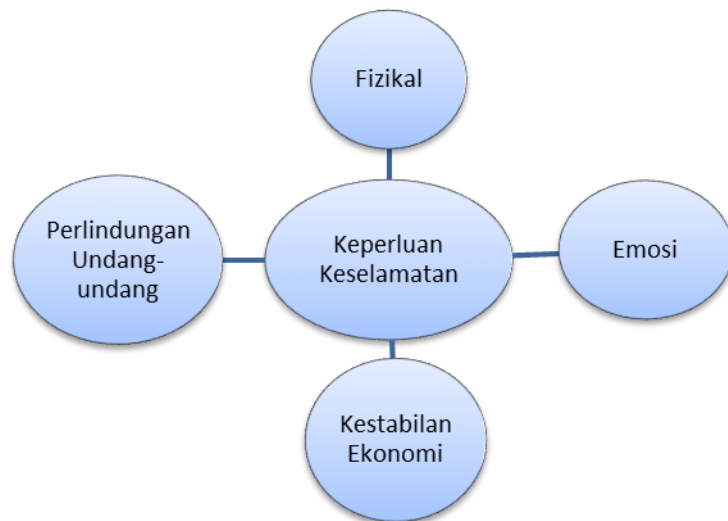 Fizikal
Perlindungan
Undang-
undang
Keperluan
Keselamatan
Emosi
Kestabilan
Ekonomi